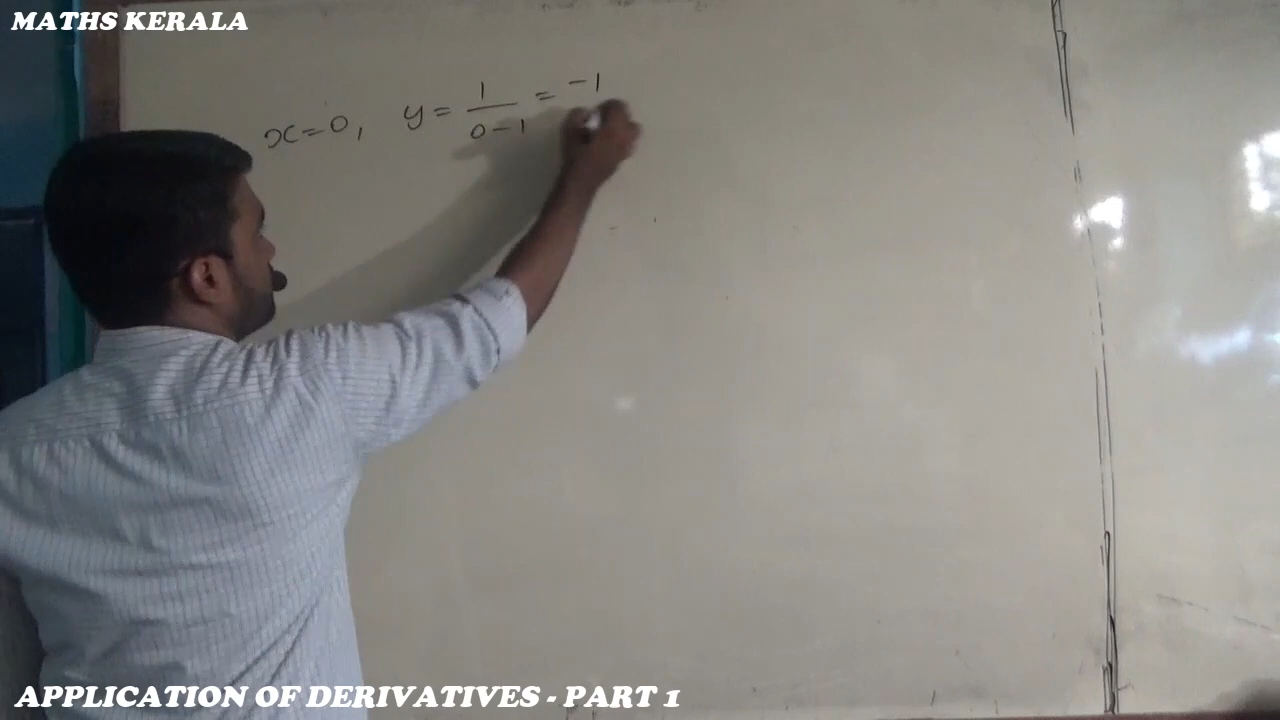 MATHS KERALA
x=0, y= 1/(0-1) = -1
APPLICATION OF DERIVATIVES - PART 1